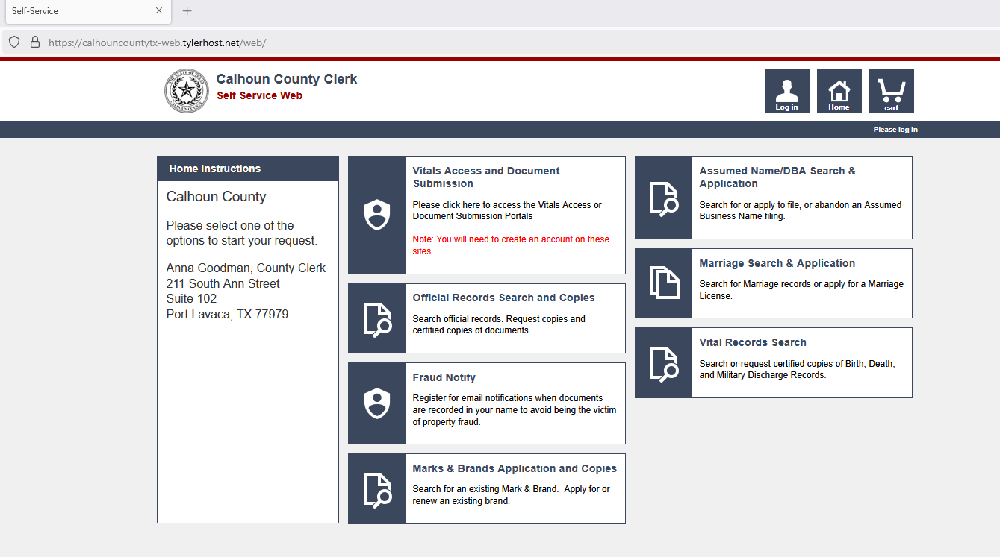 Self-Service
https://calhouncountytx-web.tylerhost.net/web/
THE STATE OF TEXAS
CALHOUN COUNTY
Calhoun County Clerk
Self Service Web
Log in
Home
cart
Please log in
Home Instructions
Calhoun County
Please select one of the
options to start your request.
Anna Goodman, County Clerk
211 South Ann Street
Suite 102
Port Lavaca, TX 77979
Vitals Access and Document
Submission
Please click here to access the Vitals Access or
Document Submission Portals
Note: You will need to create an account on these
sites.
Official Records Search and Copies
Search official records. Request copies and
certified copies of documents.
Fraud Notify
Register for email notifications when documents
are recorded in your name to avoid being the victim
of property fraud.
Marks & Brands Application and Copies
Search for an existing Mark & Brand.  Apply for or
renew an existing brand.
Assumed Name/DBA Search &
Application
Search for or apply to file, or abandon an Assumed
Business Name filing.
Marriage Search & Application
Search for Marriage records or apply for a Marriage
License.
Vital Records Search
Search or request certified copies of Birth, Death,
and Military Discharge Records.